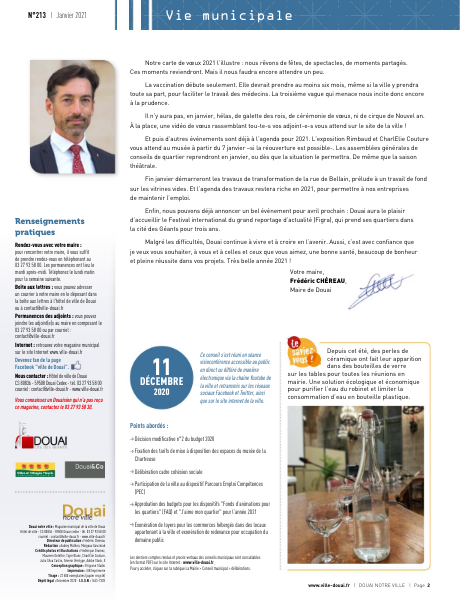 N°213 | Janvier 2021
Vie municipale
Notre carte de vœux 2021 l'illustre : nous rêvons de fêtes, de spectacles, de moments partagés.
Ces moments reviendront. Mais il nous faudra encore attendre un peu.
La vaccination débute seulement. Elle devrait prendre au moins six mois, même si la ville y prendra
toute sa part, pour faciliter le travail des médecins. La troisième vague qui menace nous incite donc encore
à la prudence.
Il n'y aura pas, en janvier, hélas, de galette des rois, de cérémonie de vœux, ni de cirque de Nouvel an.
À la place, une vidéo de vœux rassemblant tou-te-s vos adjoint-e-s vous attend sur le site de la ville !
Et puis d'autres événements sont déjà à l'agenda pour 2021. L'exposition Rimbaud et CharlElie Couture
vous attend au musée à partir du 7 janvier –si la réouverture est possible–. Les assemblées générales de
conseils de quartier reprendront en janvier, ou dès que la situation le permettra. De même que la saison
théâtrale.
Fin janvier démarreront les travaux de transformation de la rue de Bellain, prélude à un travail de fond
sur les vitrines vides. Et l'agenda des travaux restera riche en 2021, pour permettre à nos entreprises
de maintenir l'emploi.
Enfin, nous pouvons déjà annoncer un bel événement pour avril prochain : Douai aura le plaisir
d'accueillir le Festival international du grand reportage d'actualité (Figra), qui prend ses quartiers dans
la cité des Géants pour trois ans.
Malgré les difficultés, Douai continue à vivre et à croire en l'avenir. Aussi, c'est avec confiance que
je veux vous souhaiter, à vous et à celles et ceux que vous aimez, une bonne santé, beaucoup de bonheur
et pleine réussite dans vos projets. Très belle année 2021 !
Votre maire,
Frédéric CHÉREAU,
Maire de Douai
Renseignements
pratiques
Rendez-vous avec votre maire :
pour rencontrer votre maire, il vous suffit
de prendre rendez-vous en téléphonant au
03 27 93 58 00. Les permanences ont lieu le
mardi après-midi. Téléphonez le lundi matin
pour la semaine suivante.
Boîte aux lettres : vous pouvez adresser
un courrier à votre maire en le déposant dans
la boîte aux lettres à l'hôtel de ville de Douai
ou à contact@ville-douai.fr
Permanences des adjoints : vous pouvez
joindre les adjoint(e)s au maire en composant le
03 27 93 58 00 ou par courriel :
contact@ville-douai.fr
Internet : retrouvez votre magazine municipal
sur le site Internet www.ville-douai.fr
Devenez fan de la page
Facebook "ville de Douai".
Nous contacter : Hôtel de ville de Douai
CS 80836 - 59508 Douai Cedex - tél. 03 27 93 58 00
courriel : contact@ville-douai.fr - www.ville-douai.fr
Vous connaissez un Douaisien qui n'a pas reçu
ce magazine, contactez le 03 27 93 58 30.
DOUAI
Douai&Co
Douai
notre ville
11
DÉCEMBRE
2020
Ce conseil s'est réuni en séance
visioconférence accessible au public
en direct ou différé de manière
électronique via la chaîne Youtube de
la ville et retransmis sur les réseaux
sociaux Facebook et Twitter, ainsi
que sur le site internet de la ville.
Points abordés :
Décision modificative n°2 du budget 2020
Fixation des tarifs de mise à disposition des espaces du musée de la
Chartreuse
Délibération cadre cohésion sociale
Participation de la ville au dispositif Parcours Emploi Compétences
(PEC)
Approbation des budgets pour les dispositifs "Fonds d'animations pour
les quartiers" (FAQ) et "J'aime mon quartier" pour l'année 2021
Exonération de loyers pour les commerces hébergés dans des locaux
appartenant à la ville et exonération de redevance pour occupation du
domaine public
Les derniers comptes rendus et procès verbaux des conseils municipaux sont consultables
(en format PDF) sur le site Internet : www.ville-douai.fr
Pour y accéder, cliquez sur la rubrique La Mairie > Conseil municipal > délibérations.
Le
saviez
vous ?
Depuis cet été, des perles de
céramique ont fait leur apparition
dans des bouteilles de verre
sur les tables pour toutes les réunions en
mairie. Une solution écologique et économique
pour purifier l'eau du robinet et limiter la
consommation d'eau en bouteille plastique.
www.ville-douai.fr | DOUAI NOTRE VILLE | Page 2